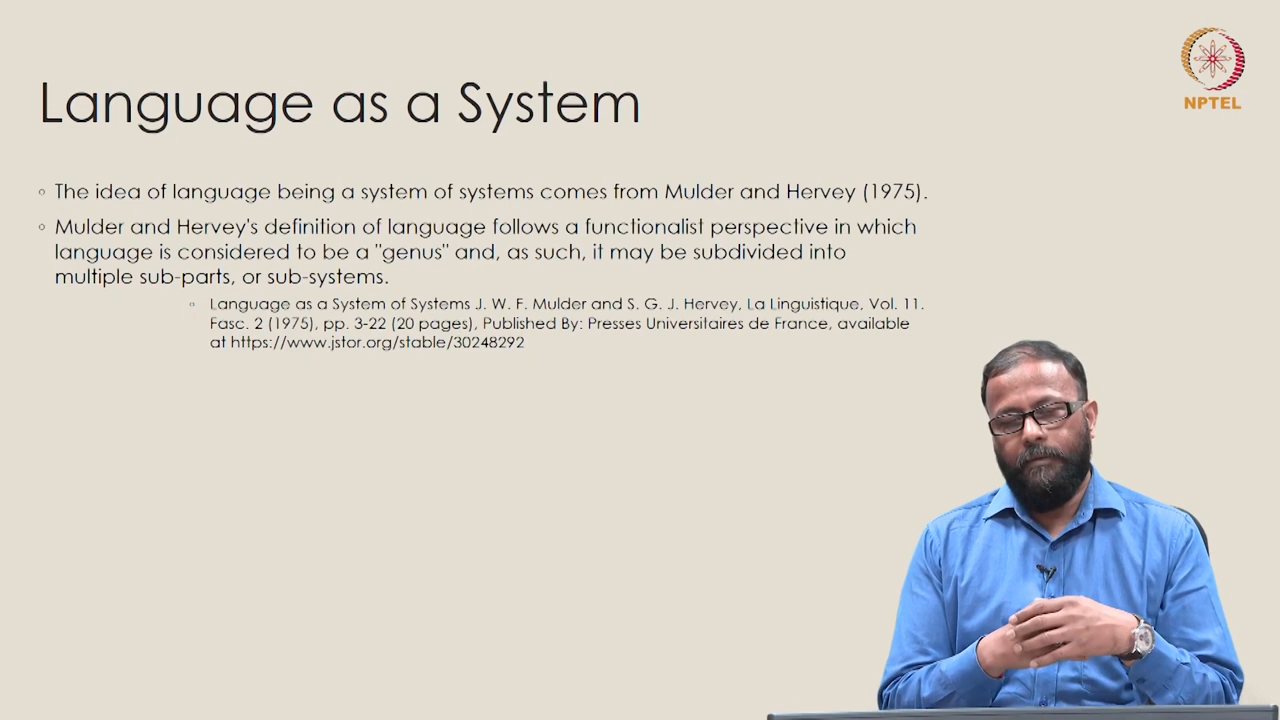 NPTEL
Language as a System
The idea of language being a system of systems comes from Mulder and Hervey (1975).
Mulder and Hervey's definition of language follows a functionalist perspective in which
language is considered to be a "genus" and, as such, it may be subdivided into
multiple sub-parts, or sub-systems.
Language as a System of Systems J. W. F. Mulder and S. G. J. Hervey, La Linguistique, Vol. 11.
Fasc. 2 (1975), pp. 3-22 (20 pages), Published By: Presses Universitaires de France, available
at https://www.jstor.org/stable/30248292